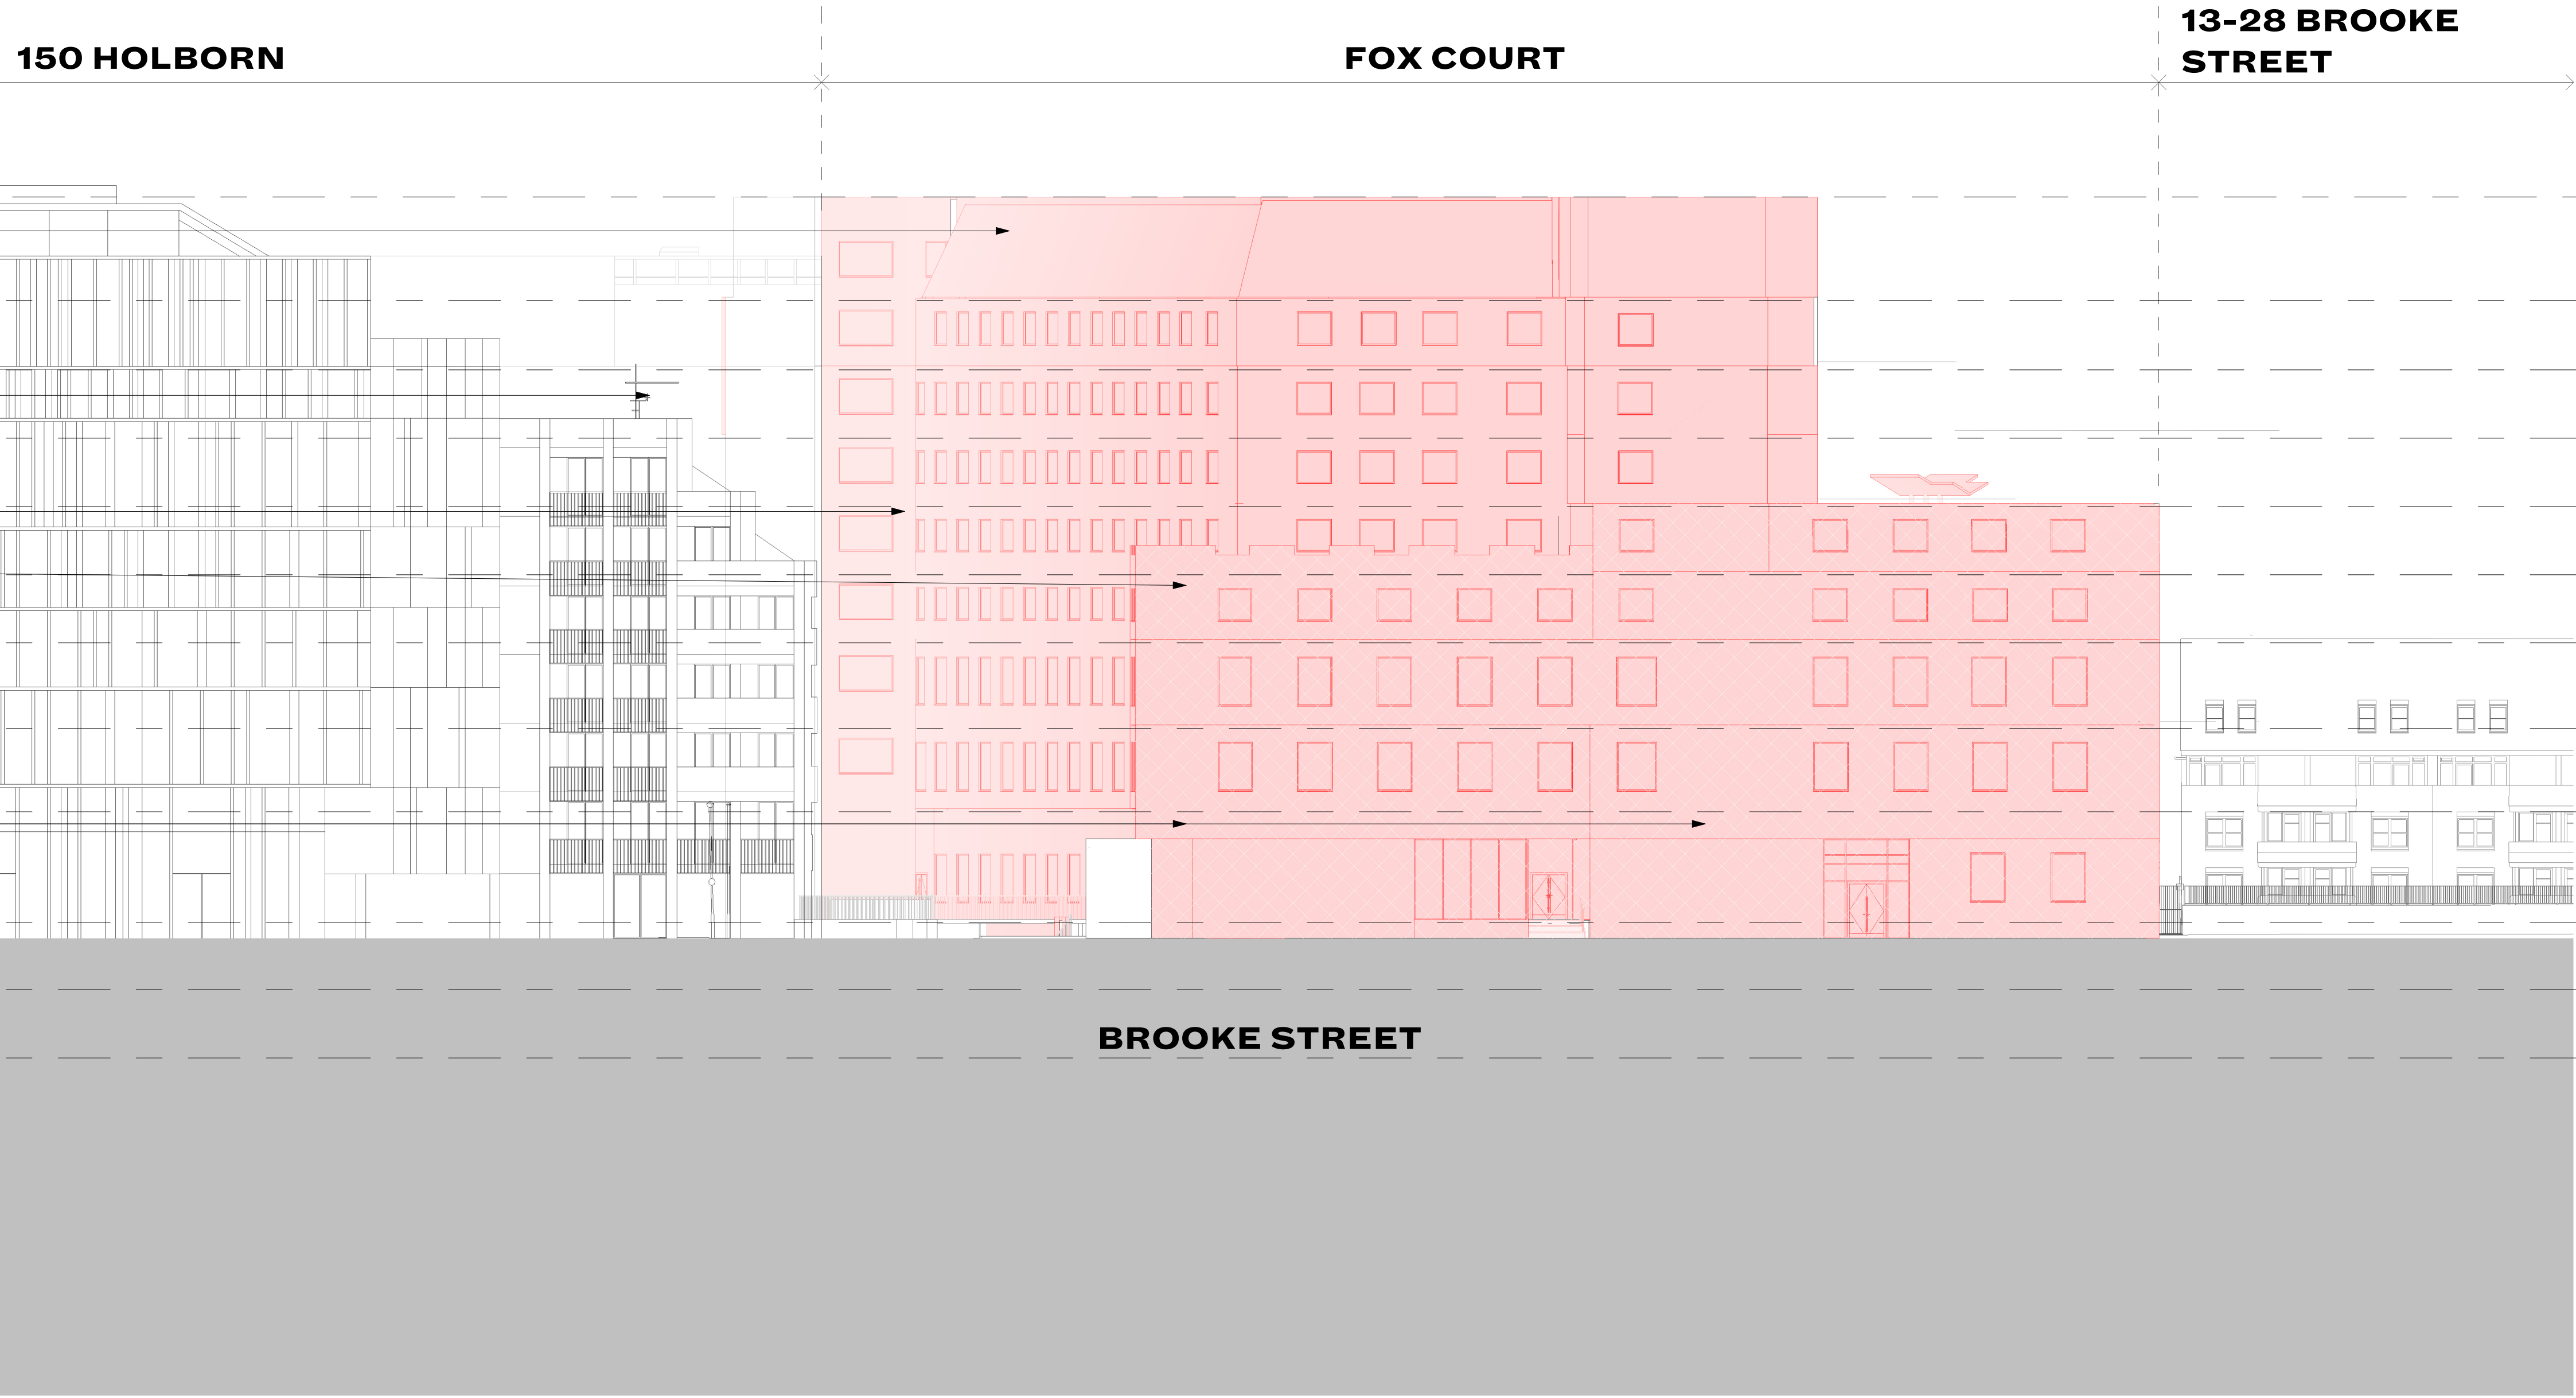 150 HOLBORN
FOX COURT
13-28 BROOKE
STREET
BROOKE STREET